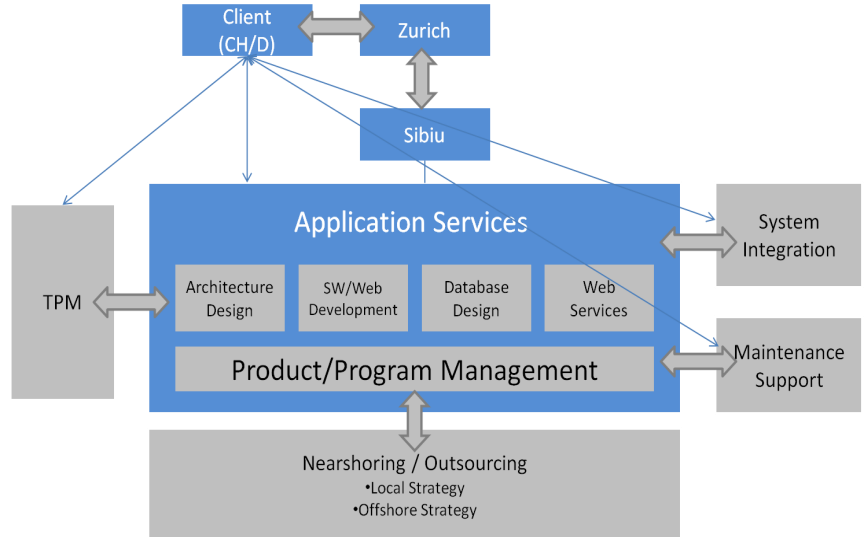 Client
(CH/D)
Zurich
Sibiu
Application Services
System
Integration
TPM
Architecture
Design
SW/Web
Development
Database
Design
Web
Services
Maintenance
Support
Product/Program Management
Nearshoring / Outsourcing
•Local Strategy
•Offshore Strategy